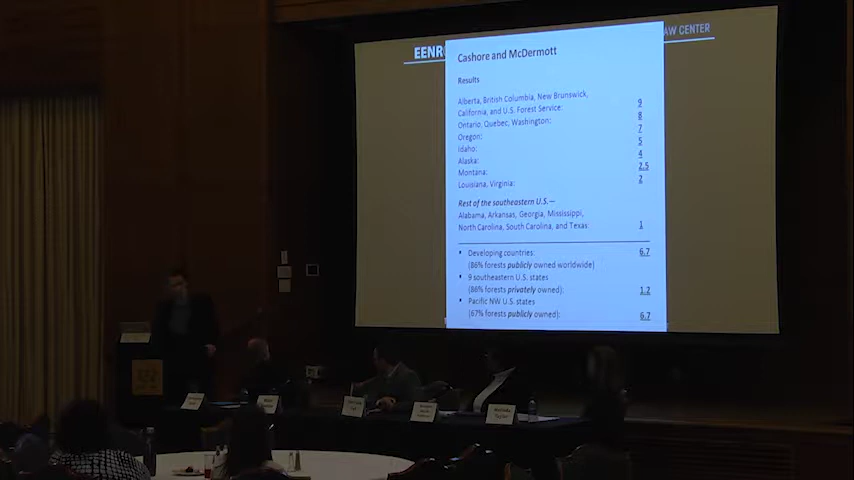 EENR
AW CENTER
Cashore and McDermott
Results
Alberta, British Columbia, New Brunswick,
California, and U.S. Forest Service: 9
Ontario, Quebec, Washington: 8
Oregon: 7
Idaho: 5
Alaska: 4
Montana: 2.5
Louisiana, Virginia: 2
Rest of the southeastern U.S.—
Alabama, Arkansas, Georgia, Mississippi,
North Carolina, South Carolina, and Texas: 1
• Developing countries: 6.7
(86% forests publicly owned worldwide)
• 9 southeastern U.S. states
(86% forests privately owned): 1.2
• Pacific NW U.S. states
(67% forests publicly owned): 6.7